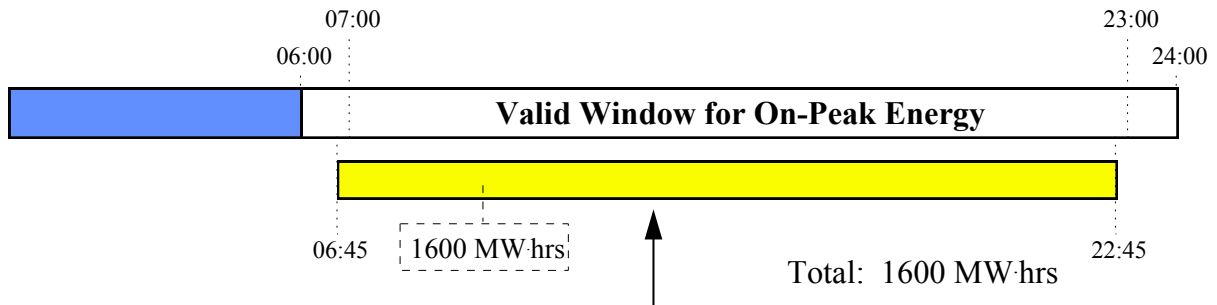 07:00 23:00
06:00 24:00
Valid Window for On-Peak Energy
06:45 1600 MW·hrs 22:45
Total: 1600 MW·hrs